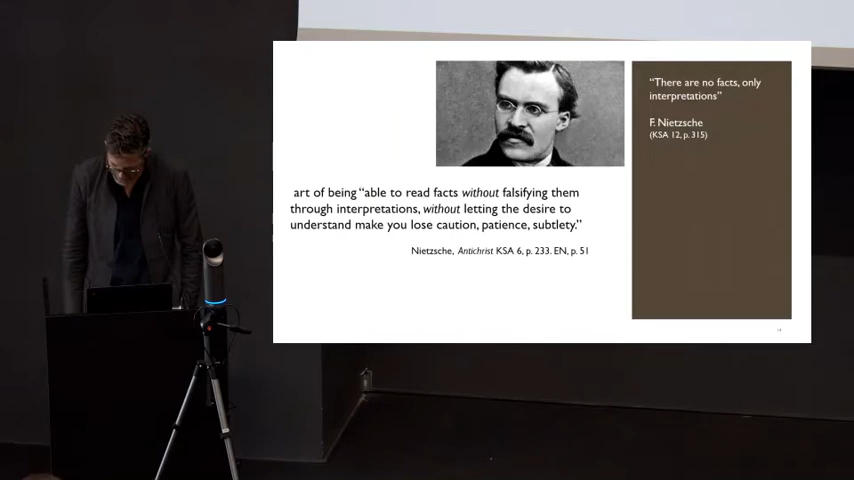 art of being “able to read facts without falsifying them
through interpretations, without letting the desire to
understand make you lose caution, patience, subtlety.”
Nietzsche, Antichrist KSA 6, p. 233. EN, p. 51
“There are no facts, only
interpretations”
F. Nietzsche
(KSA 12, p. 315)